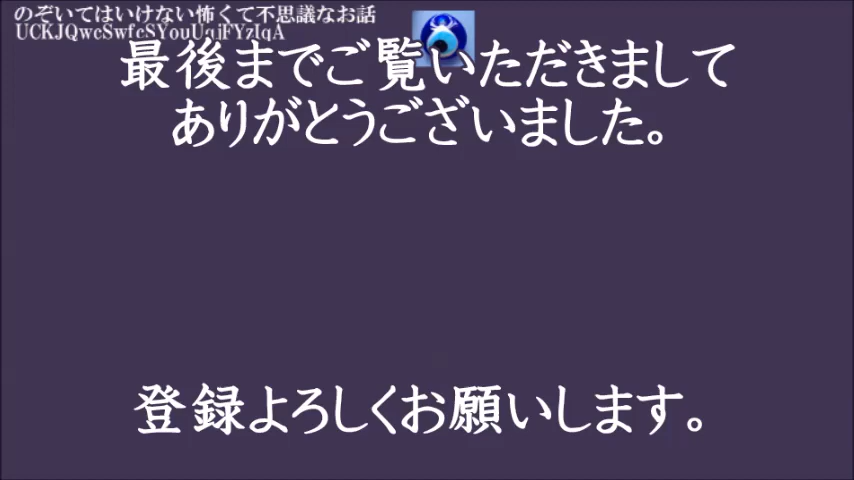 のぞいてはいけない怖くて不思議なお話
UCKJQwcSwfcSYouUqiFYzIqA
最後までご覧いただきまして
ありがとうございました。
登録よろしくお願いします。